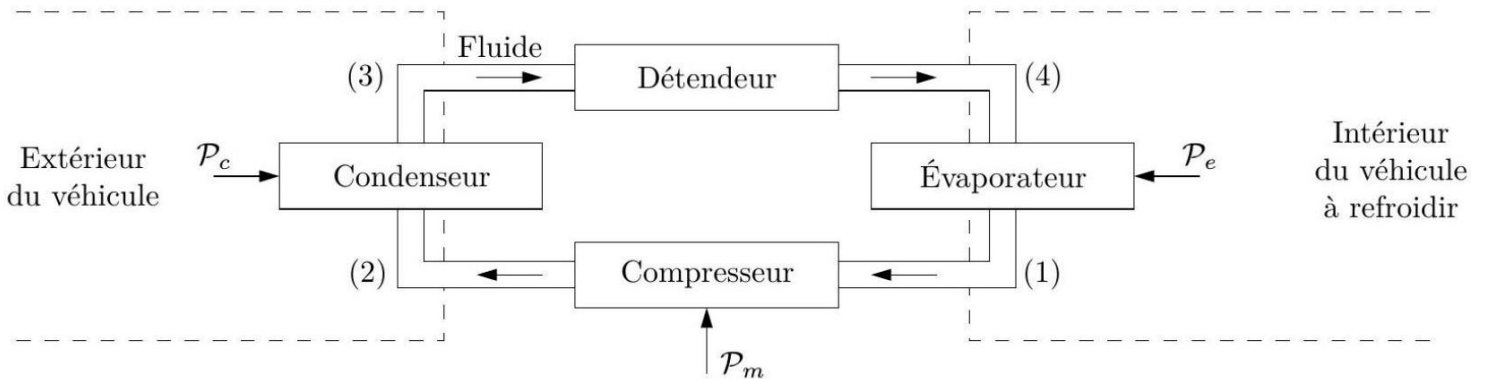 Fluide
(3)
Détendeur
(4)
Extérieur
du véhicule
𝒫c
Condenseur
Évaporateur
𝒫e
Intérieur
du véhicule
à refroidir
(2)
Compresseur
(1)
𝒫m